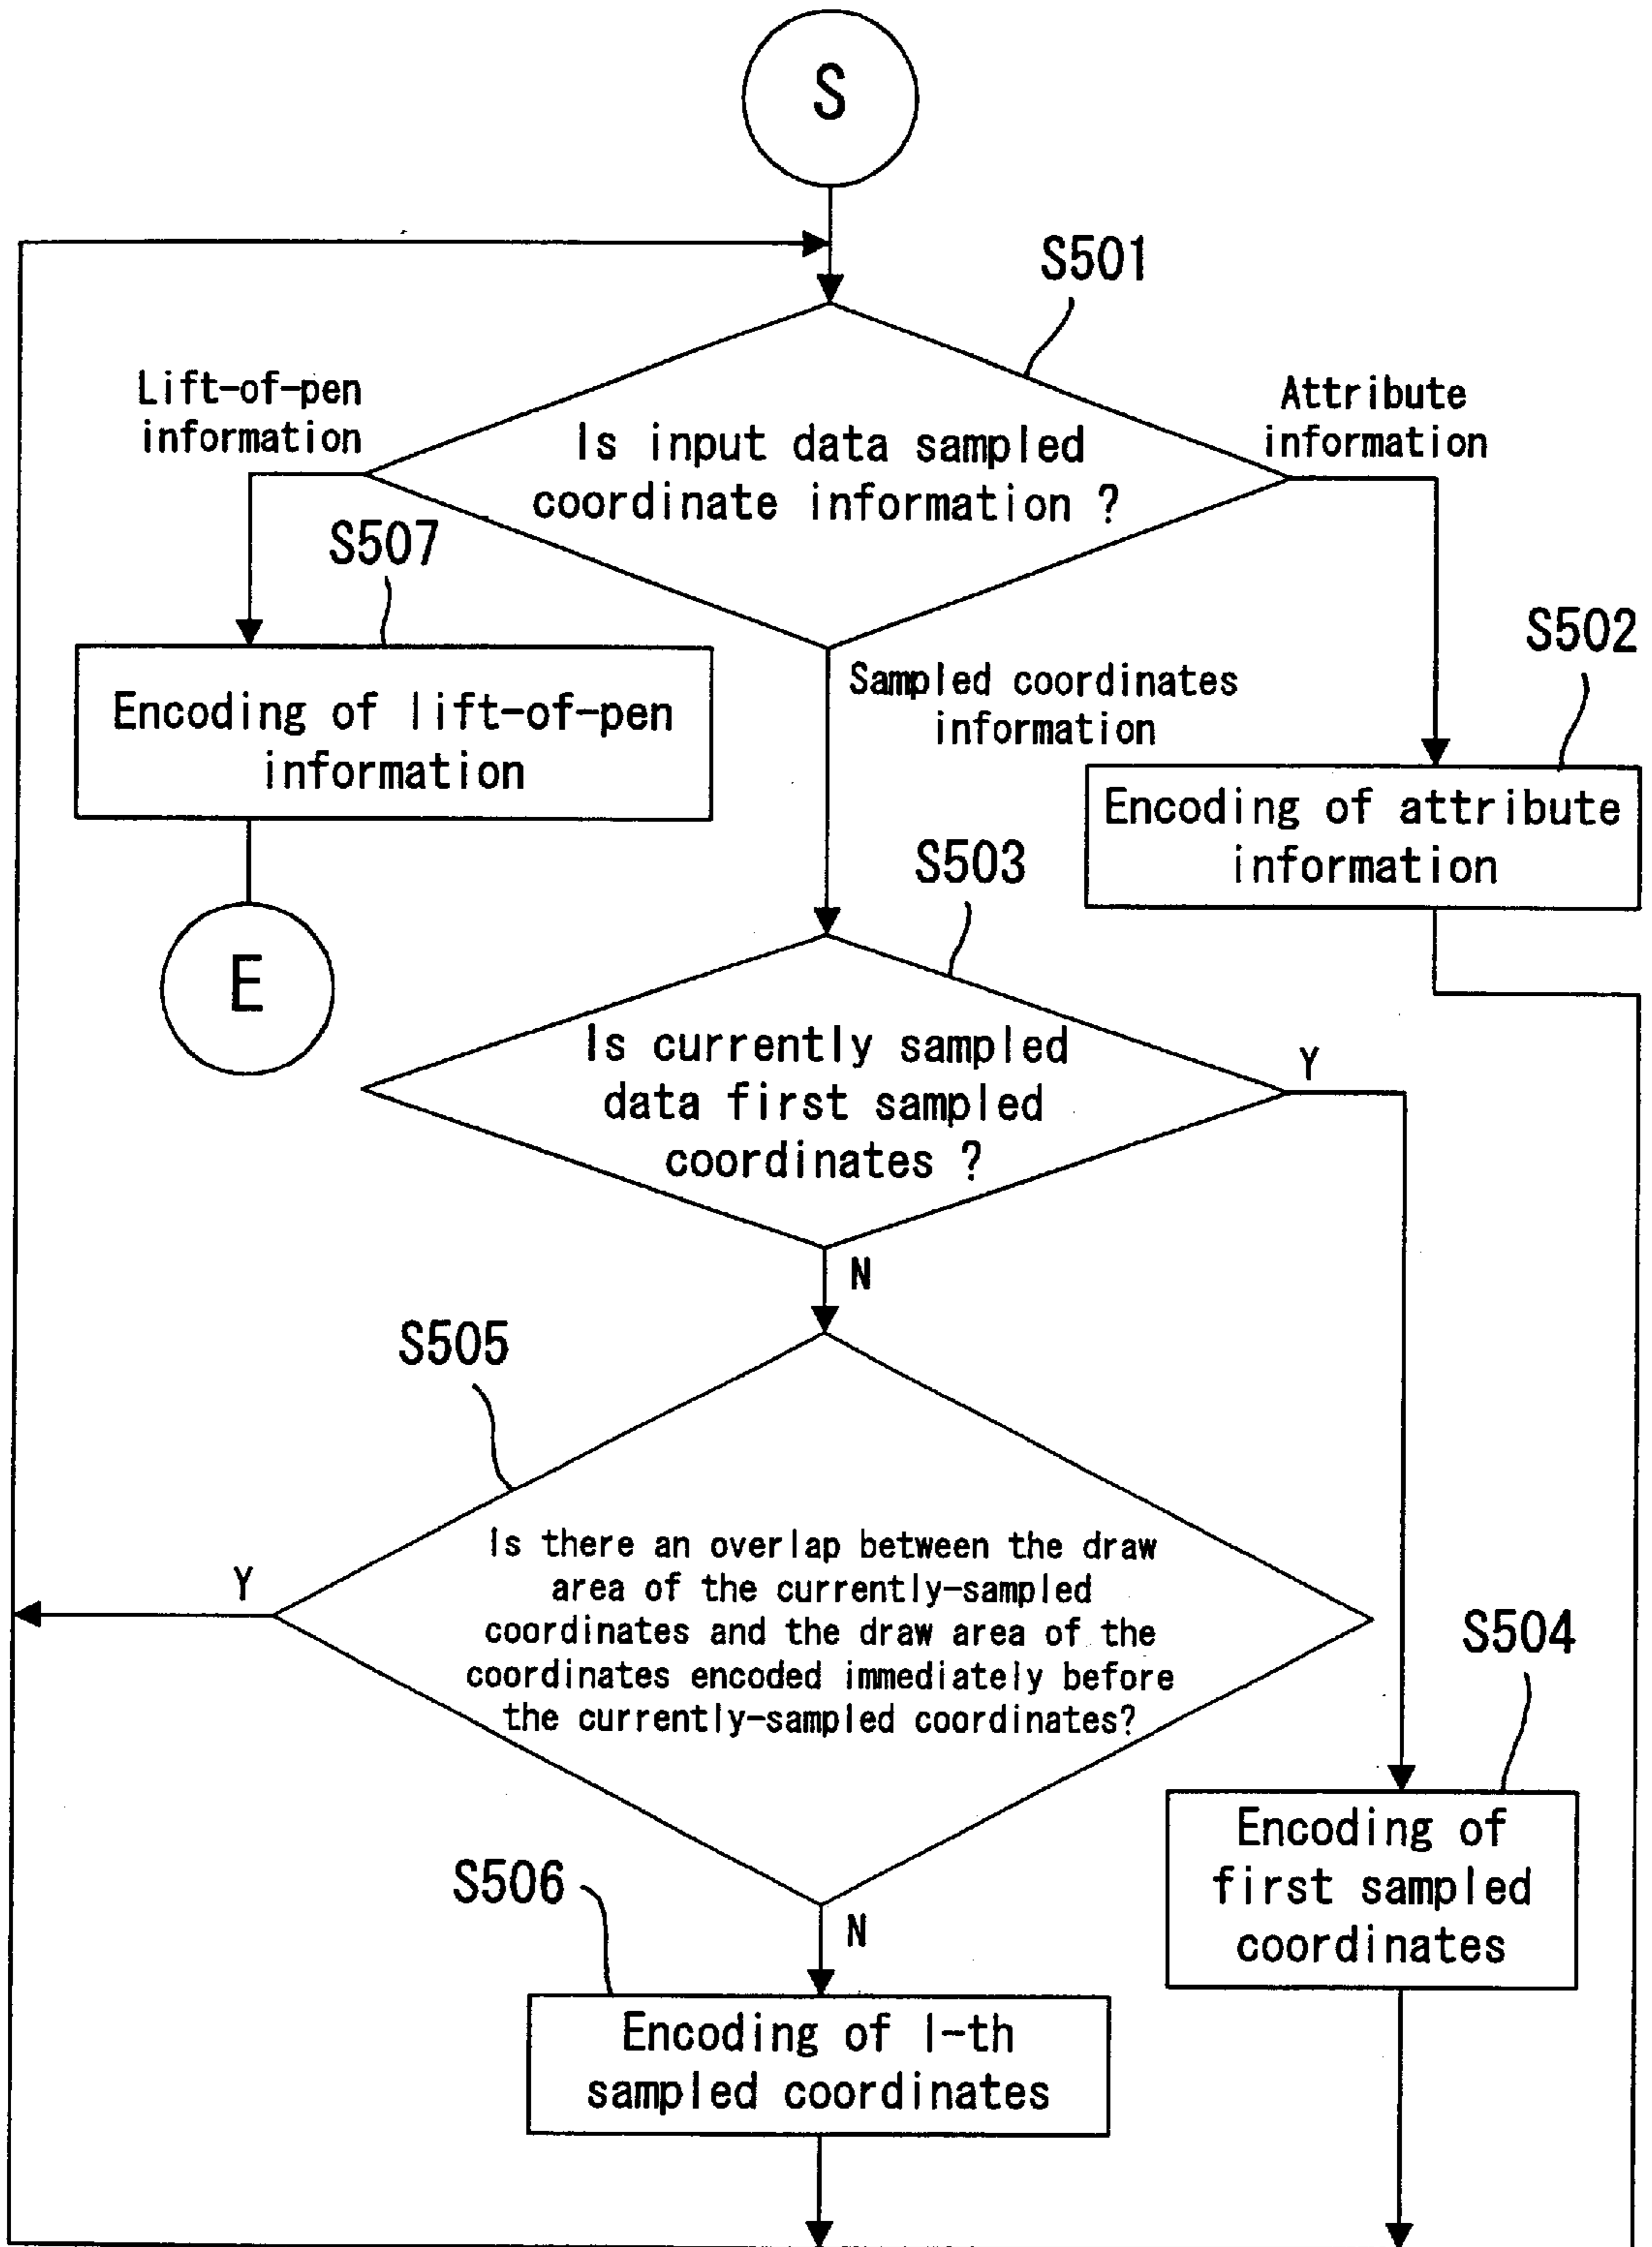 S
S501
Lift-of-pen
information
Attribute
information
Is input data sampled
coordinate information ?
S507
S502
Sampled coordinates
information
Encoding of lift-of-pen
information
Encoding of attribute
information
S503
E
Is currently sampled
data first sampled
coordinates ?
Y
N
S505
Is there an overlap between the draw
area of the currently-sampled
coordinates and the draw area of the
coordinates encoded immediately before
the currently-sampled coordinates?
Y
S504
Encoding of
first sampled
coordinates
S506
N
Encoding of I-th
sampled coordinates